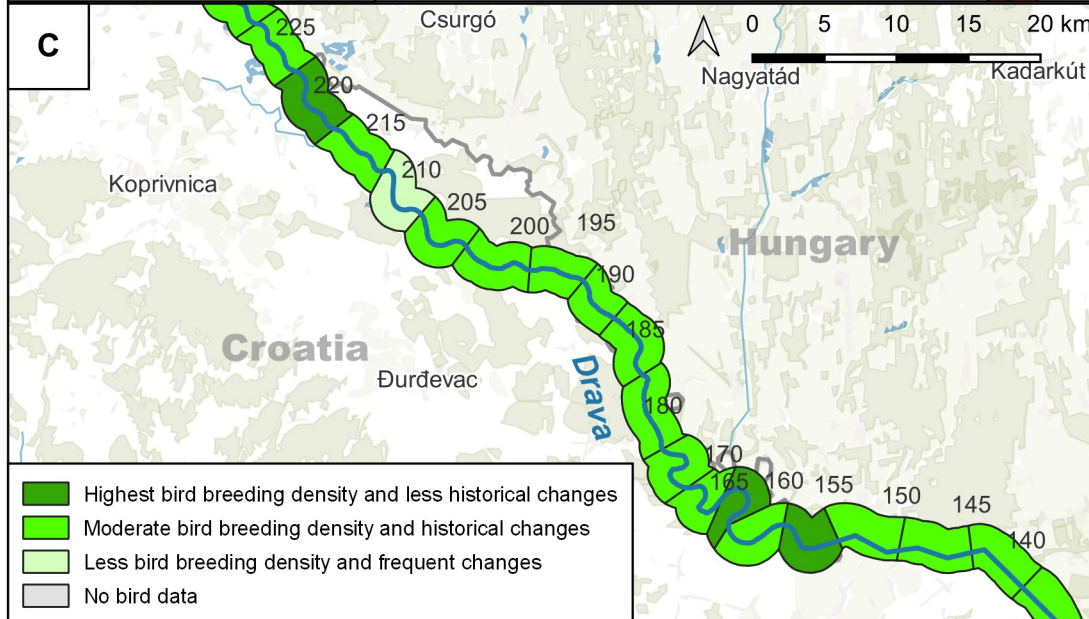 C
Csurgó
0 5 10 15 20 km
Nagyatád
Kadarkút
225
220
215
210
205
200
195
190
185
180
170
165
160
155
150
145
140
Koprivnica
Hungary
Croatia
Đurđevac
Drava
Highest bird breeding density and less historical changes
Moderate bird breeding density and historical changes
Less bird breeding density and frequent changes
No bird data